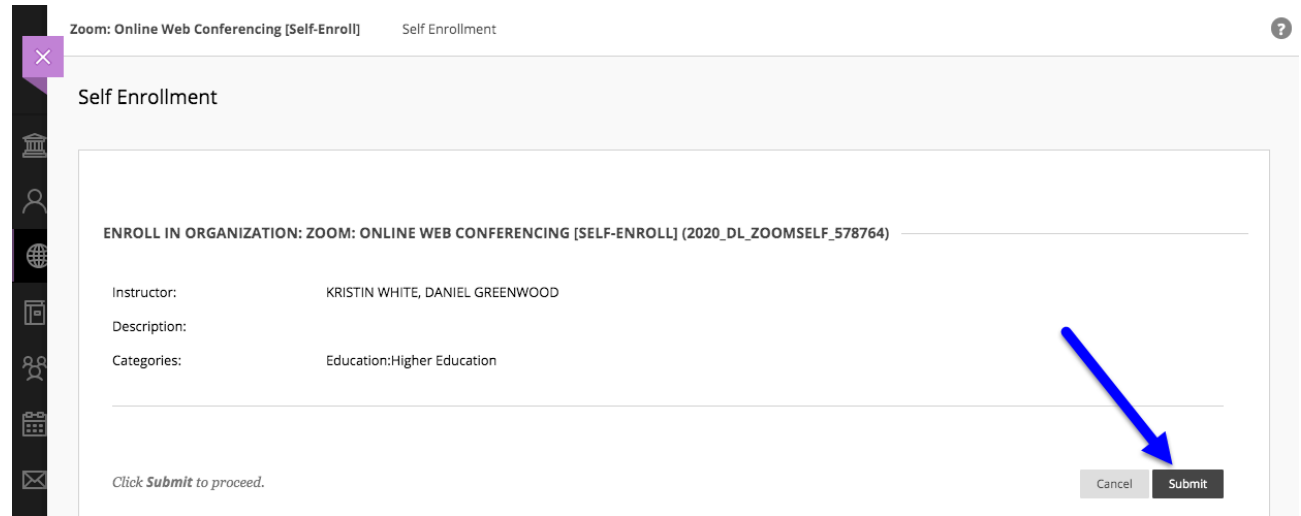 Zoom: Online Web Conferencing [Self-Enroll] Self Enrollment ?
Self Enrollment
ENROLL IN ORGANIZATION: ZOOM: ONLINE WEB CONFERENCING [SELF-ENROLL] (2020_DL_ZOOMSELF_578764)
Instructor: KRISTIN WHITE, DANIEL GREENWOOD
Description:
Categories: Education:Higher Education
Click Submit to proceed. Cancel Submit